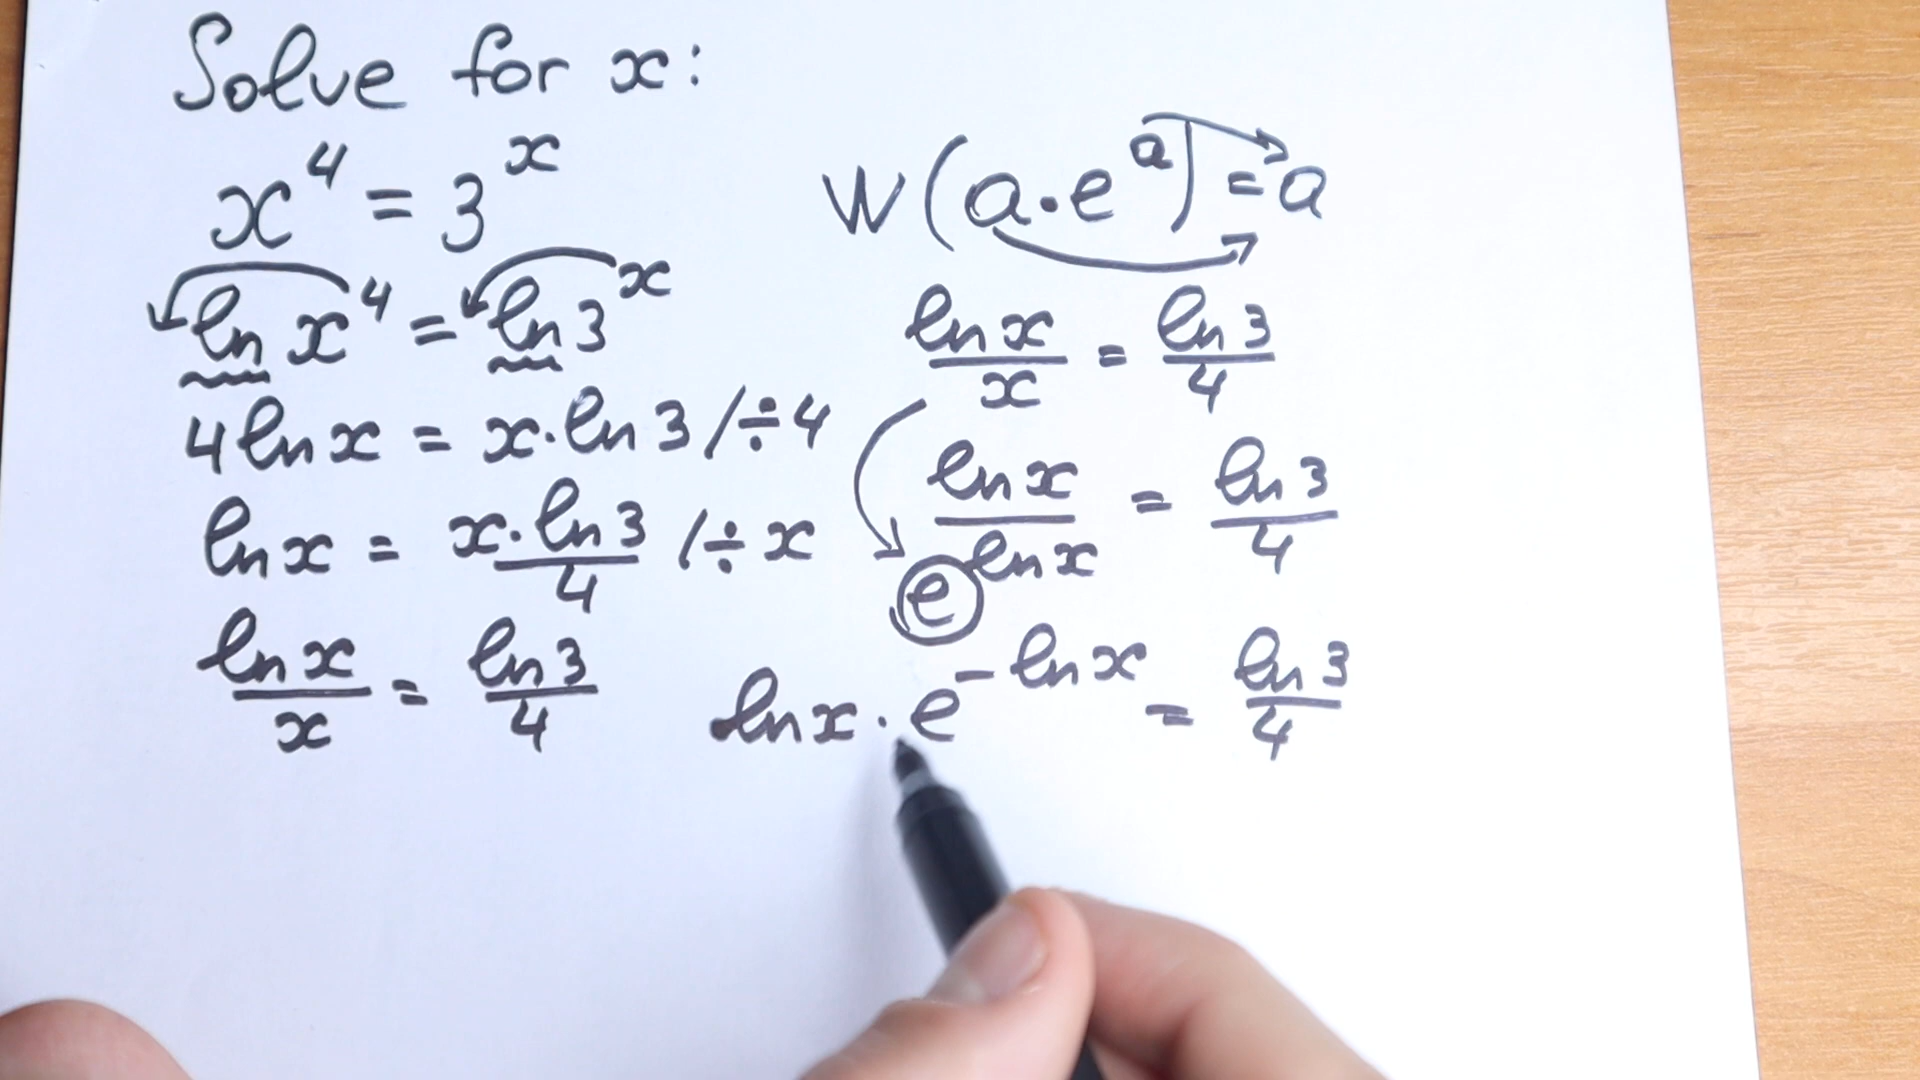 Solve for x:
x⁴ = 3ˣ
ln x⁴ = ln 3ˣ
4 ln x = x · ln 3 / ÷ 4
ln x = x · ln 3 / 4 / ÷ x
ln x / x = ln 3 / 4
W(a · eᵃ) = a
ln x / x = ln 3 / 4
ln x / e^(ln x) = ln 3 / 4
ln x · e^(- ln x) = ln 3 / 4